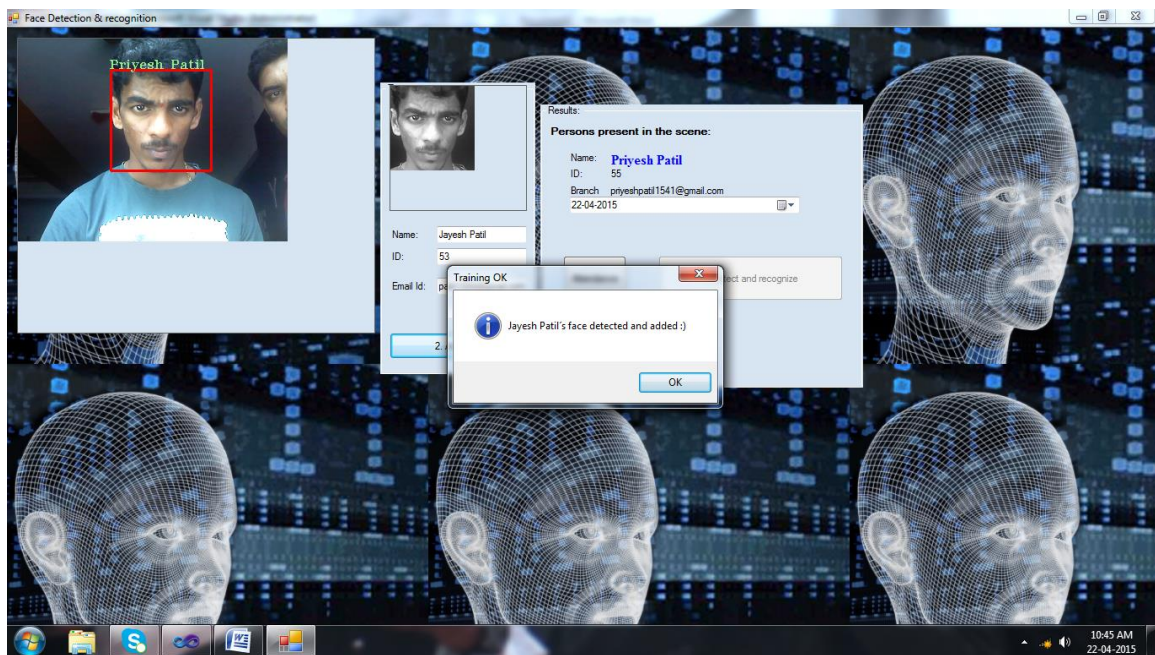 Face Detection & recognition
Priyesh Patil
Name: Jayesh Patil
ID: 53
Email Id:
2.
Results:
Persons present in the scene:
Name: Priyesh Patil
ID: 55
Branch priyeshpatil1541@gmail.com
22-04-2015
and recognize
Training OK
Jayesh Patil's face detected and added :)
OK
10:45 AM
22-04-2015